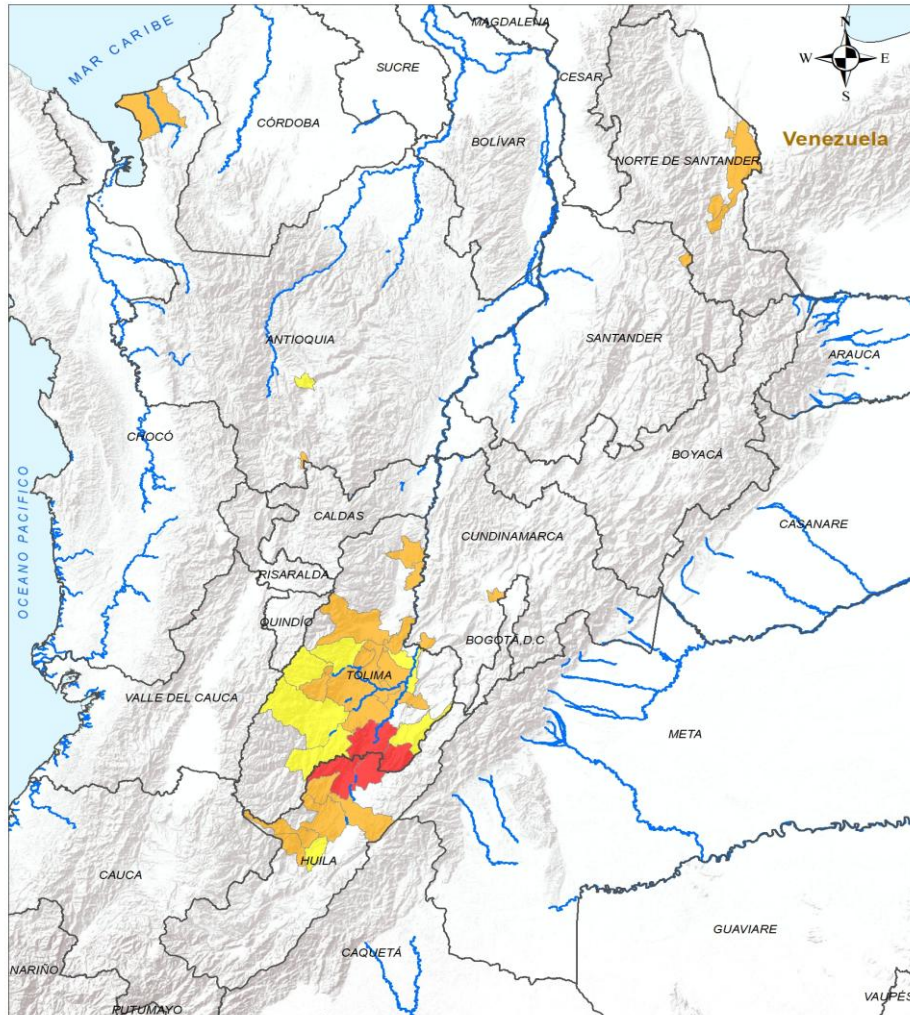 MAGDALENA
MAR CARIBE
N
SUCRE
CESAR
W
E
S
CÓRDOBA
BOLÍVAR
Venezuela
NORTE DE SANTANDER
ANTIOQUIA
SANTANDER
ARAUCA
CHOCÓ
BOYACÁ
CALDAS
CUNDINAMARCA
CASANARE
OCEANO PACIFICO
RISARALDA
QUINDÍO
BOGOTÁ, D.C
TOLIMA
VALLE DEL CAUCA
META
HUILA
CAUCA
CAQUETÁ
GUAVIARE
NARIÑO
PUTUMAYO
VAUPÉS